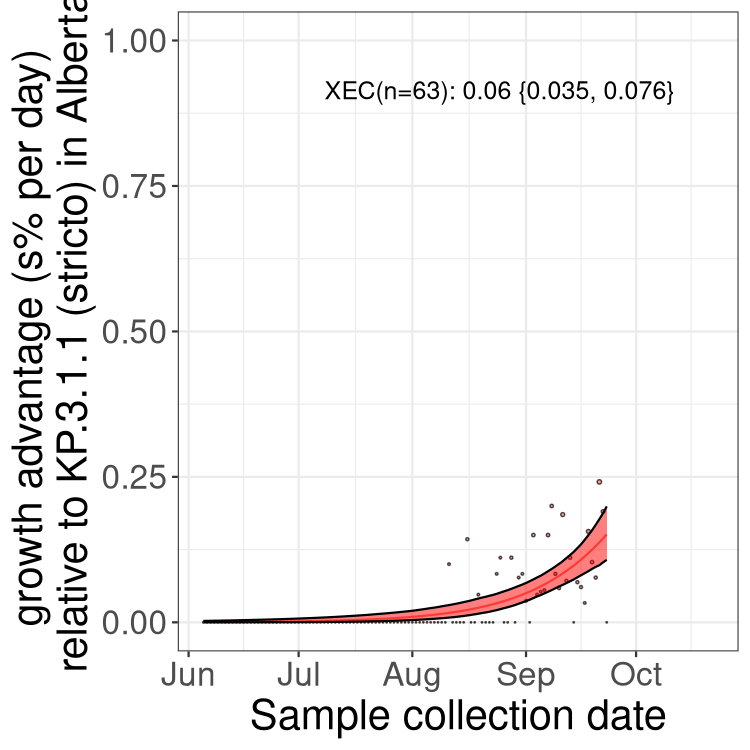 growth advantage (s% per day)
relative to KP.3.1.1 (stricto) in Alberta
1.00
0.75
0.50
0.25
0.00
XEC(n=63): 0.06 {0.035, 0.076}
Jun Jul Aug Sep Oct
Sample collection date